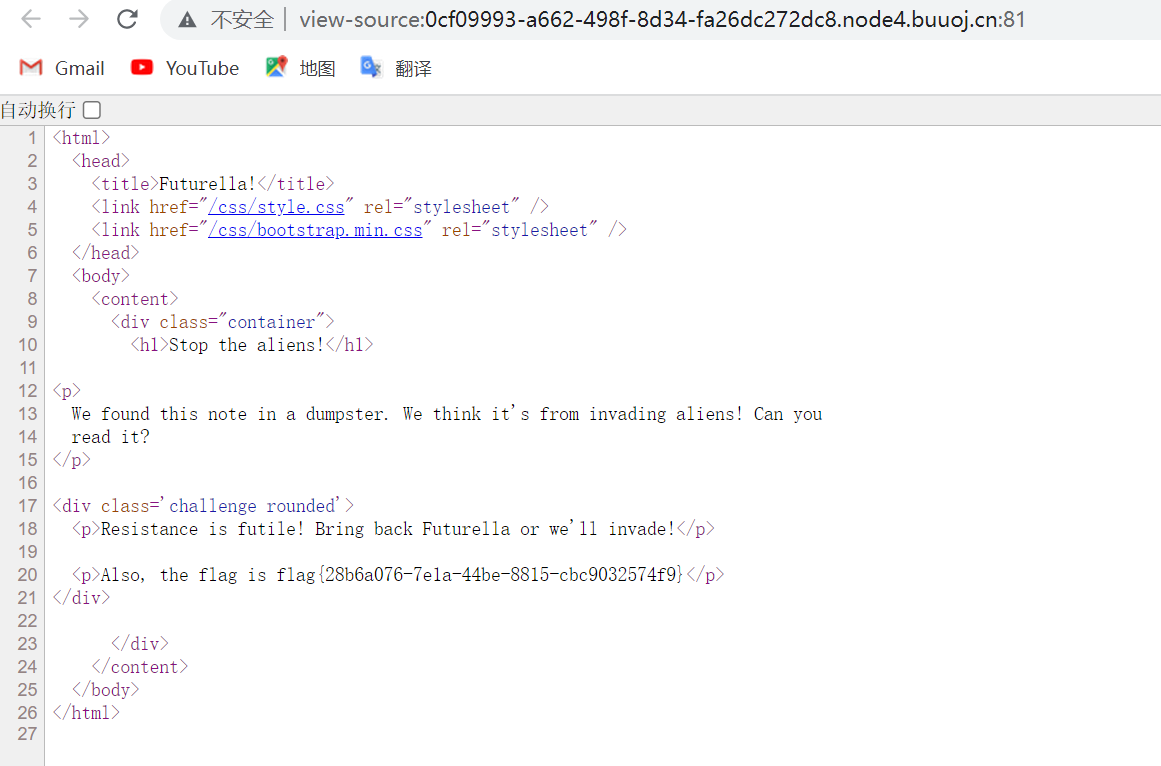 不安全 | view-source:0cf09993-a662-498f-8d34-fa26dc272dc8.node4.buuoj.cn:81
Gmail YouTube 地图 翻译
自动换行
1 <html>
2 <head>
3 <title>Futurella!</title>
4 <link href="/css/style.css" rel="stylesheet" />
5 <link href="/css/bootstrap.min.css" rel="stylesheet" />
6 </head>
7 <body>
8 <content>
9 <div class="container">
10 <h1>Stop the aliens!</h1>
11
12 <p>
13 We found this note in a dumpster. We think it's from invading aliens! Can you
14 read it?
15 </p>
16
17 <div class='challenge rounded'>
18 <p>Resistance is futile! Bring back Futurella or we'll invade!</p>
19
20 <p>Also, the flag is flag{28b6a076-7e1a-44be-8815-cbc9032574f9}</p>
21 </div>
22
23 </div>
24 </content>
25 </body>
26 </html>
27